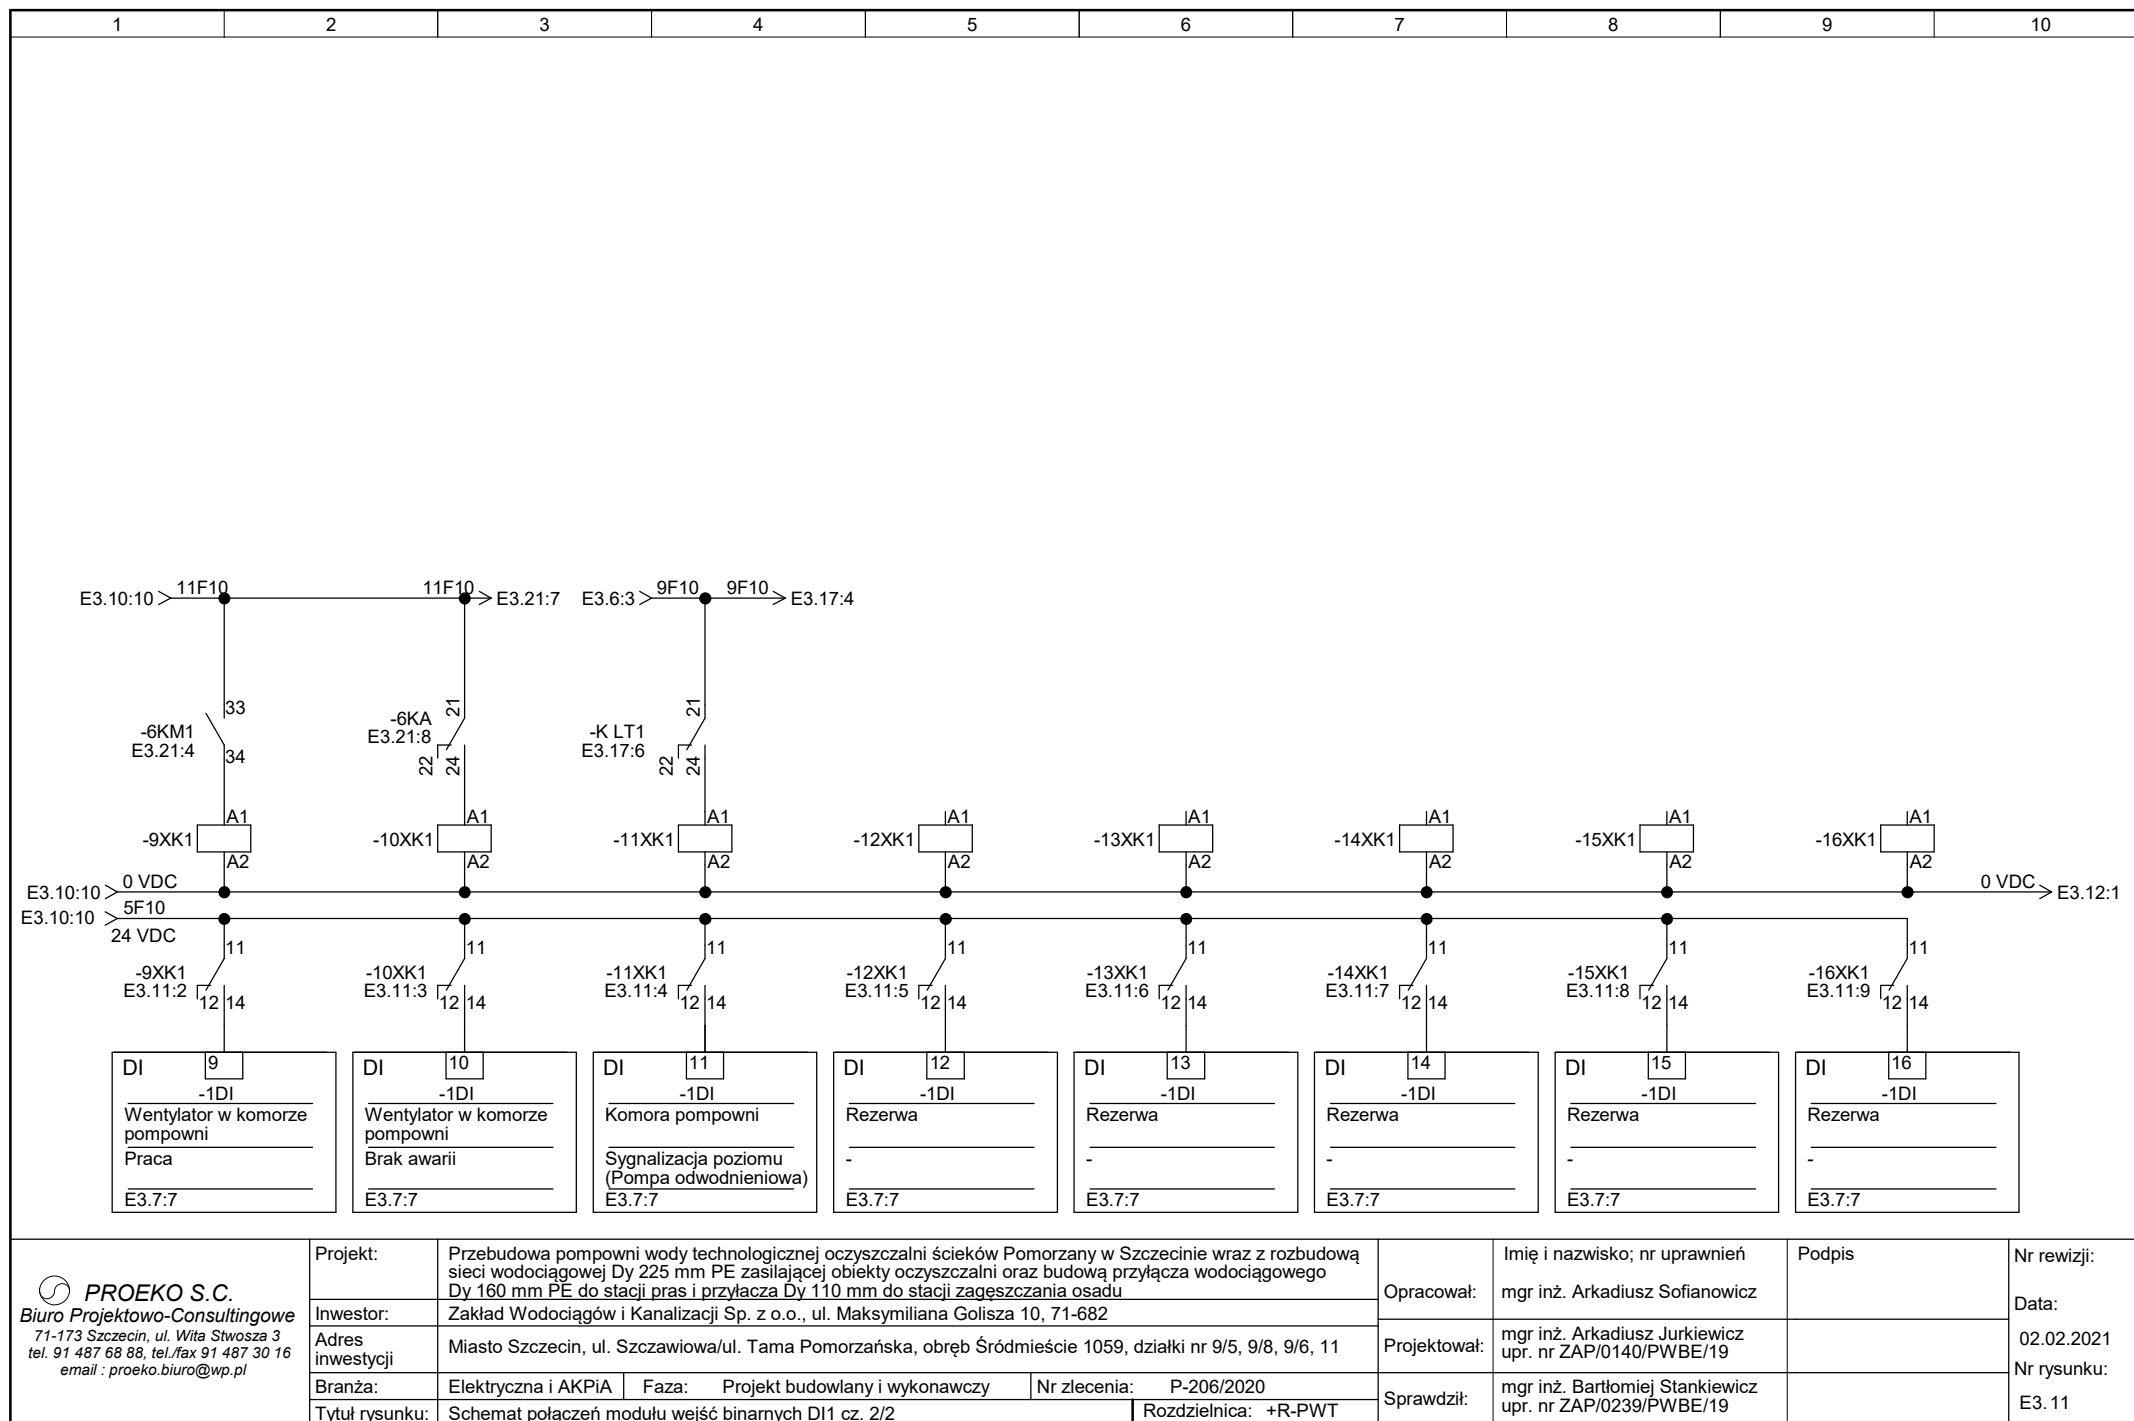 1 2 3 4 5 6 7 8 9 10
E3.10:10 11F10 11F10 E3.21:7 E3.6:3 9F10 9F10 E3.17:4
33 21 21
-6KM1 -6KA -K LT1
E3.21:4 E3.21:8 E3.17:6
34 22 24 22 24
A1 A1 A1 A1 A1 A1 A1 A1
-9XK1 -10XK1 -11XK1 -12XK1 -13XK1 -14XK1 -15XK1 -16XK1
A2 A2 A2 A2 A2 A2 A2 A2
E3.10:10 0 VDC 0 VDC E3.12:1
E3.10:10 5F10
24 VDC
11 11 11 11 11 11 11 11
-9XK1 -10XK1 -11XK1 -12XK1 -13XK1 -14XK1 -15XK1 -16XK1
E3.11:2 E3.11:3 E3.11:4 E3.11:5 E3.11:6 E3.11:7 E3.11:8 E3.11:9
12 14 12 14 12 14 12 14 12 14 12 14 12 14 12 14
DI 9
-1DI
Wentylator w komorze
pompowni
Praca
E3.7:7
DI 10
-1DI
Wentylator w komorze
pompowni
Brak awarii
E3.7:7
DI 11
-1DI
Komora pompowni
Sygnalizacja poziomu
(Pompa odwodnieniowa)
E3.7:7
DI 12
-1DI
Rezerwa
-
E3.7:7
DI 13
-1DI
Rezerwa
-
E3.7:7
DI 14
-1DI
Rezerwa
-
E3.7:7
DI 15
-1DI
Rezerwa
-
E3.7:7
DI 16
-1DI
Rezerwa
-
E3.7:7
PROEKO S.C.
Biuro Projektowo-Consultingowe
71-173 Szczecin, ul. Wita Stwosza 3
tel. 91 487 68 88, tel./fax 91 487 30 16
email : proeko.biuro@wp.pl
Projekt: Przebudowa pompowni wody technologicznej oczyszczalni ścieków Pomorzany w Szczecinie wraz z rozbudową
sieci wodociągowej Dy 225 mm PE zasilającej obiekty oczyszczalni oraz budową przyłącza wodociągowego
Dy 160 mm PE do stacji pras i przyłacza Dy 110 mm do stacji zagęszczania osadu
Inwestor: Zakład Wodociągów i Kanalizacji Sp. z o.o., ul. Maksymiliana Golisza 10, 71-682
Adres
inwestycji
Miasto Szczecin, ul. Szczawiowa/ul. Tama Pomorzańska, obręb Śródmieście 1059, działki nr 9/5, 9/8, 9/6, 11
Branża: Elektryczna i AKPiA Faza: Projekt budowlany i wykonawczy Nr zlecenia: P-206/2020
Tytuł rysunku: Schemat połączeń modułu wejść binarnych DI1 cz. 2/2 Rozdzielnica: +R-PWT
Imię i nazwisko; nr uprawnień Podpis
Opracował: mgr inż. Arkadiusz Sofianowicz
Projektował: mgr inż. Arkadiusz Jurkiewicz
upr. nr ZAP/0140/PWBE/19
Sprawdził: mgr inż. Bartłomiej Stankiewicz
upr. nr ZAP/0239/PWBE/19
Nr rewizji:
Data:
02.02.2021
Nr rysunku:
E3.11